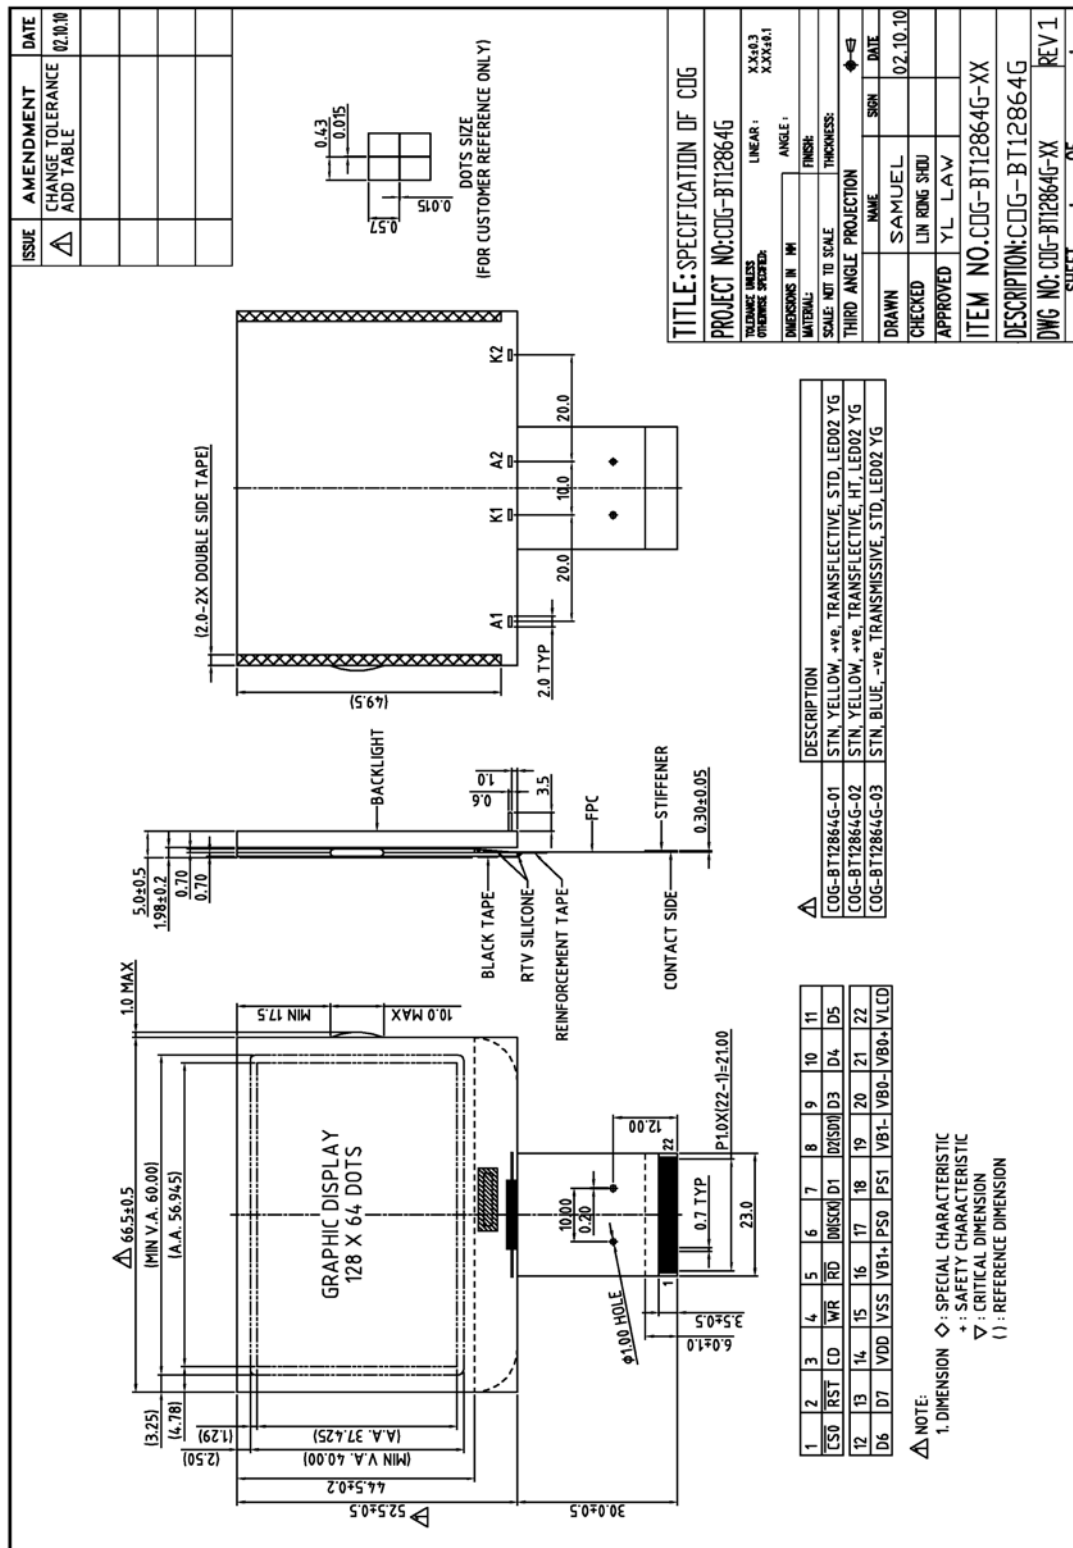 ISSUE AMENDMENT DATE
1 CHANGE TOLERANCE 02.10.10
ADD TABLE
66.5±0.5
(MIN V.A. 60.00)
(A.A. 56.945)
1.0 MAX
(3.25)
(4.78)
(1.29)
(2.50)
(A.A. 37.425)
(MIN V.A. 40.00)
44.5±0.2
52.5±0.5
30.0±0.5
MIN 17.5
10.0 MAX
GRAPHIC DISPLAY
128 X 64 DOTS
10.00
0.20
12.00
Φ1.00 HOLE
1
22
3.5±0.5
6.0±1.0
0.7 TYP
P1.0X(22-1)=21.00
23.0
5.0±0.5
1.98±0.2
0.70
0.70
BACKLIGHT
0.6
1.0
3.5
BLACK TAPE
RTV SILICONE
REINFORCEMENT TAPE
FPC
STIFFENER
CONTACT SIDE
0.30±0.05
(2.0-2X DOUBLE SIDE TAPE)
(49.5)
A1 K1 A2 K2
2.0 TYP
20.0 10.0 20.0
0.43
0.015
0.57
0.015
DOTS SIZE
(FOR CUSTOMER REFERENCE ONLY)
1 2 3 4 5 6 7 8 9 10 11
CS0 RST CD WR RD D0(SCK) D1 D2(SD1) D3 D4 D5
12 13 14 15 16 17 18 19 20 21 22
D6 D7 VDD VSS VB1+ PS0 PS1 VB1- VB0- VB0+ VLCD
NOTE:
1. DIMENSION ◇ : SPECIAL CHARACTERISTIC
+ : SAFETY CHARACTERISTIC
▽ : CRITICAL DIMENSION
( ) : REFERENCE DIMENSION
DESCRIPTION
COG-BT12864G-01 STN, YELLOW, +ve, TRANSFLECTIVE, STD, LED02 YG
COG-BT12864G-02 STN, YELLOW, +ve, TRANSFLECTIVE, HT, LED02 YG
COG-BT12864G-03 STN, BLUE, -ve, TRANSMISSIVE, STD, LED02 YG
TITLE: SPECIFICATION OF COG
PROJECT NO:COG-BT12864G
TOLERANCE UNLESS
OTHERWISE SPECIFIED:
LINEAR : X.X±0.3
X.XX±0.1
DIMENSIONS IN MM ANGLE :
MATERIAL: FINISH:
SCALE: NOT TO SCALE THICKNESS:
THIRD ANGLE PROJECTION
NAME SIGN DATE
DRAWN SAMUEL 02.10.10
CHECKED LIN RONG SHOU
APPROVED YL LAW
ITEM NO.COG-BT12864G-XX
DESCRIPTION:COG-BT12864G
DWG NO: COG-BT12864G-XX REV 1
SHEET OF